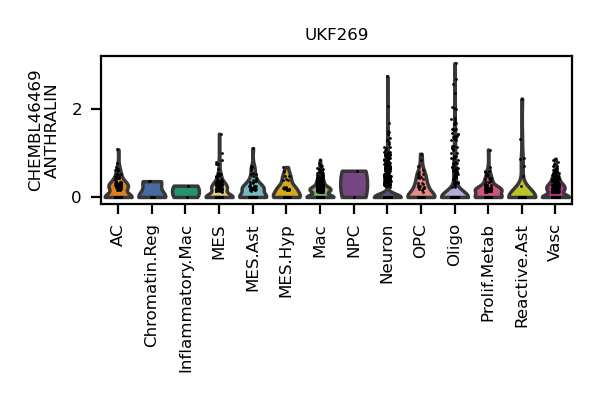 UKF269
CHEMBL46469
ANTHRALIN
2
0
AC
Chromatin.Reg
Inflammatory.Mac
MES
MES.Ast
MES.Hyp
Mac
NPC
Neuron
OPC
Oligo
Prolif.Metab
Reactive.Ast
Vasc